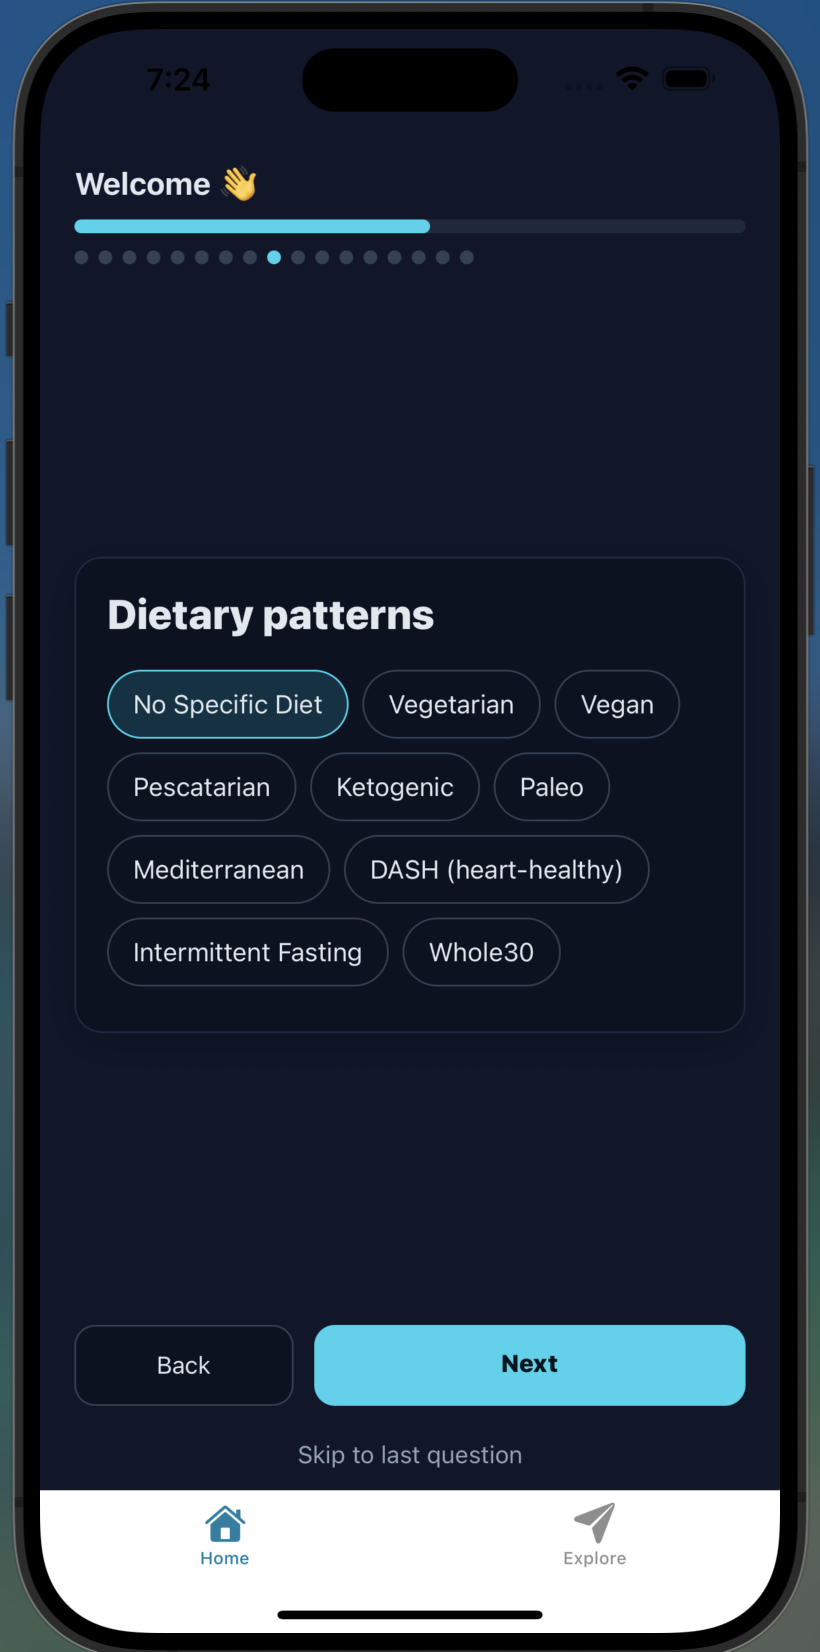 7:24
Welcome 👋
Dietary patterns
No Specific Diet Vegetarian Vegan
Pescatarian Ketogenic Paleo
Mediterranean DASH (heart-healthy)
Intermittent Fasting Whole30
Back Next
Skip to last question
Home Explore